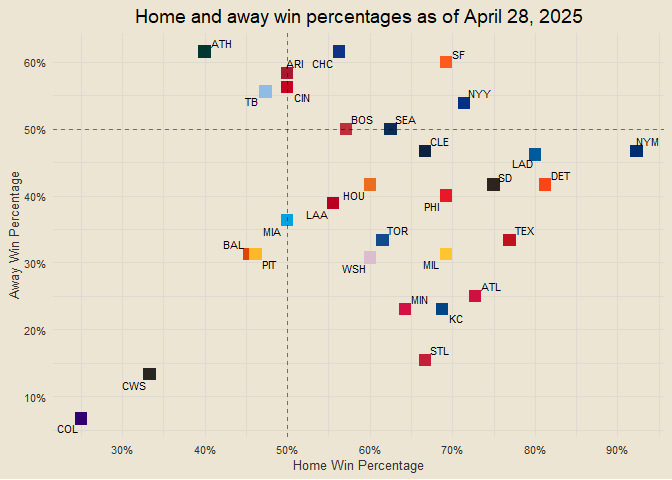 Home and away win percentages as of April 28, 2025
Away Win Percentage
60%
50%
40%
30%
20%
10%
ATH
ARI
CHC
SF
TB
CIN
NYY
BOS
SEA
CLE
NYM
LAD
SD
DET
HOU
LAA
PHI
MIA
TOR
TEX
BAL
PIT
WSH
MIL
MIN
KC
ATL
STL
CWS
COL
30%
40%
50%
60%
70%
80%
90%
Home Win Percentage